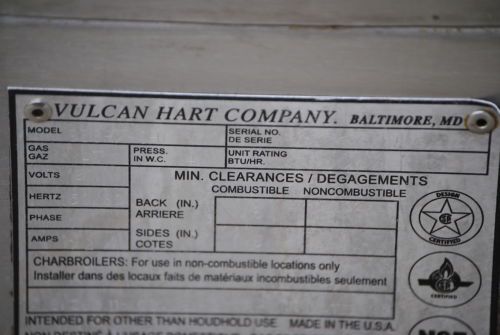 VULCAN HART COMPANY. BALTIMORE, MD
MODEL
SERIAL NO.
DE SERIE
GAS
GAZ
PRESS.
IN W.C.
UNIT RATING
BTU/HR.
VOLTS
MIN. CLEARANCES / DEGAGEMENTS
COMBUSTIBLE NONCOMBUSTIBLE
HERTZ
BACK (IN.)
ARRIERE
PHASE
SIDES (IN.)
COTES
AMPS
DESIGN
CERTIFIED
CHARBROILERS: For use in non-combustible locations only
Installer dans des locaux faits de matériaux incombustibles seulement
CERTIFIED
INTENDED FOR OTHER THAN HOUDHOLD USE MADE IN THE U.S.A.